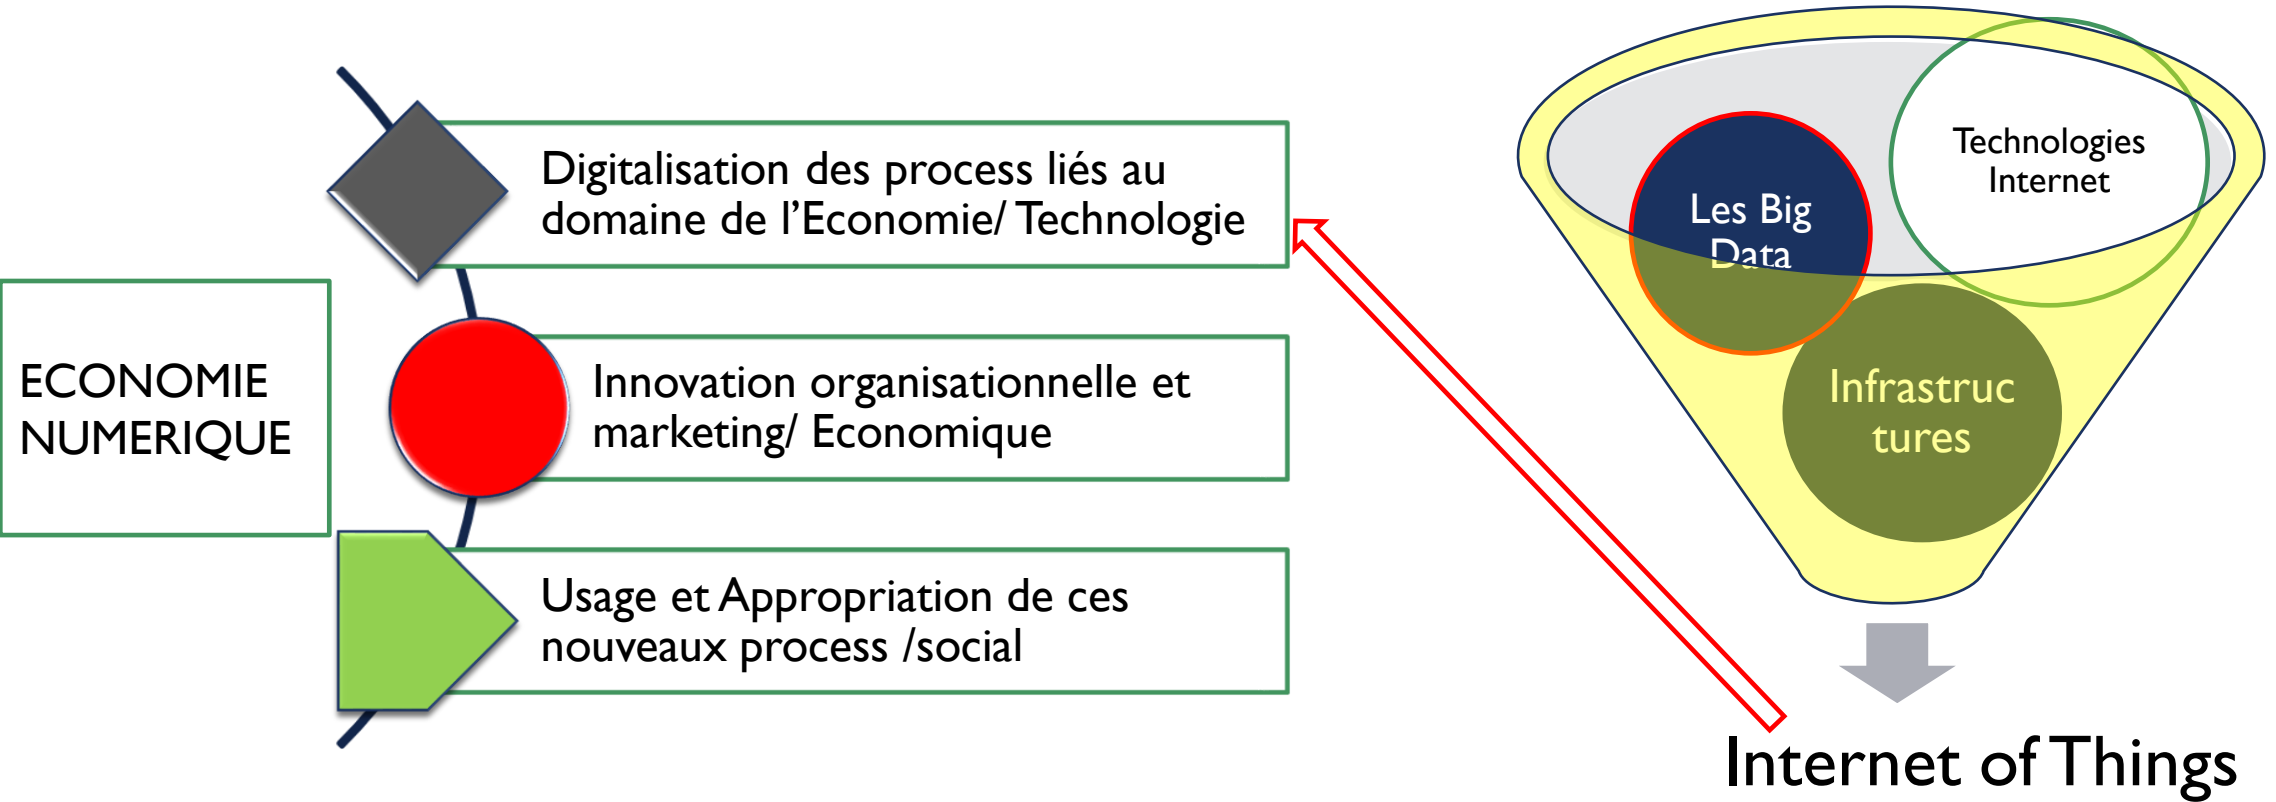 ECONOMIE
NUMERIQUE
Digitalisation des process liés au
domaine de l’Economie/ Technologie
Innovation organisationnelle et
marketing/ Economique
Usage et Appropriation de ces
nouveaux process /social
Technologies
Internet
Les Big
Data
Infrastruc
tures
Internet of Things